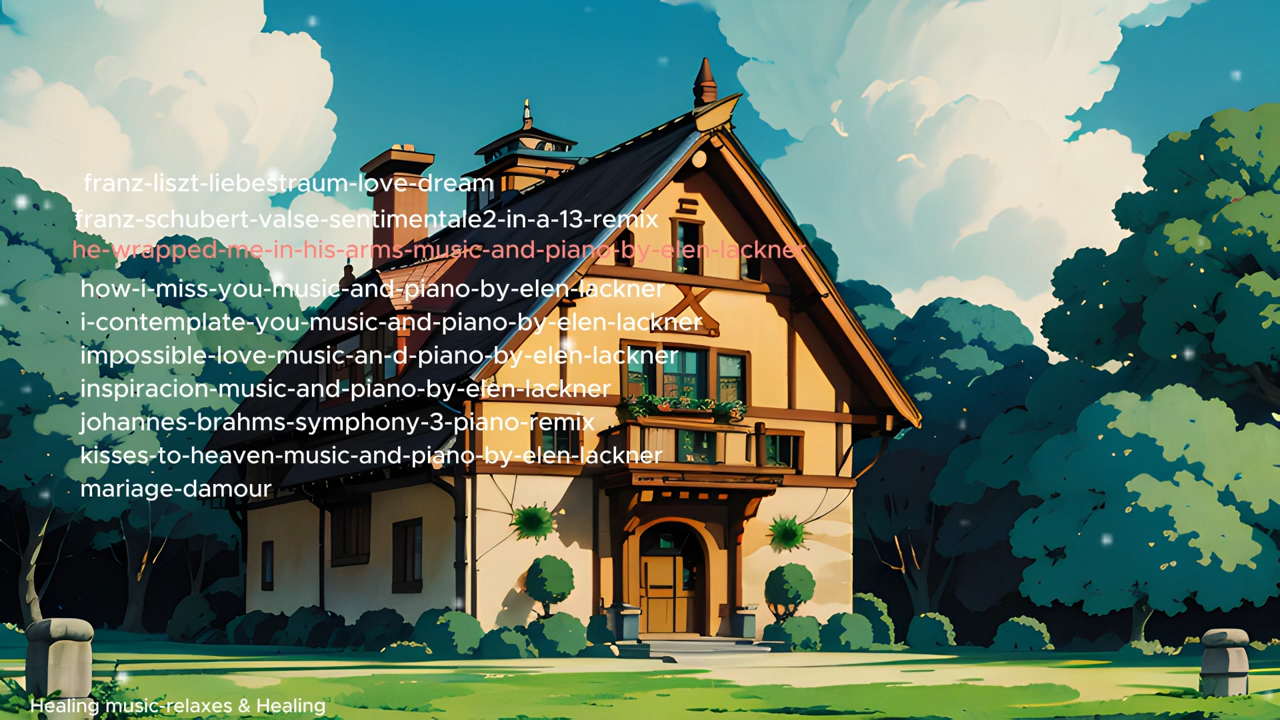 franz-liszt-liebestraum-love-dream
franz-schubert-valse-sentimentale2-in-a-13-remix
he-wrapped-me-in-his-arms-music-and-piano-by-elen-lackner
how-i-miss-you-music-and-piano-by-elen-lackner
i-contemplate-you-music-and-piano-by-elen-lackner
impossible-love-music-an-d-piano-by-elen-lackner
inspiracion-music-and-piano-by-elen-lackner
johannes-brahms-symphony-3-piano-remix
kisses-to-heaven-music-and-piano-by-elen-lackner
mariage-damour
Healing music-relaxes & Healing